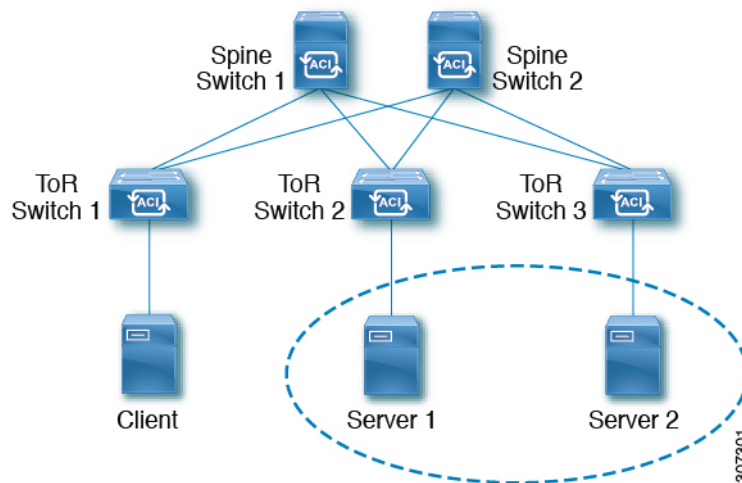 Spine
Switch 1
ACI
ACI
Spine
Switch 2
ToR
Switch 1
ACI
ToR
Switch 2
ACI
ToR
Switch 3
ACI
Client
Server 1
Server 2
307301